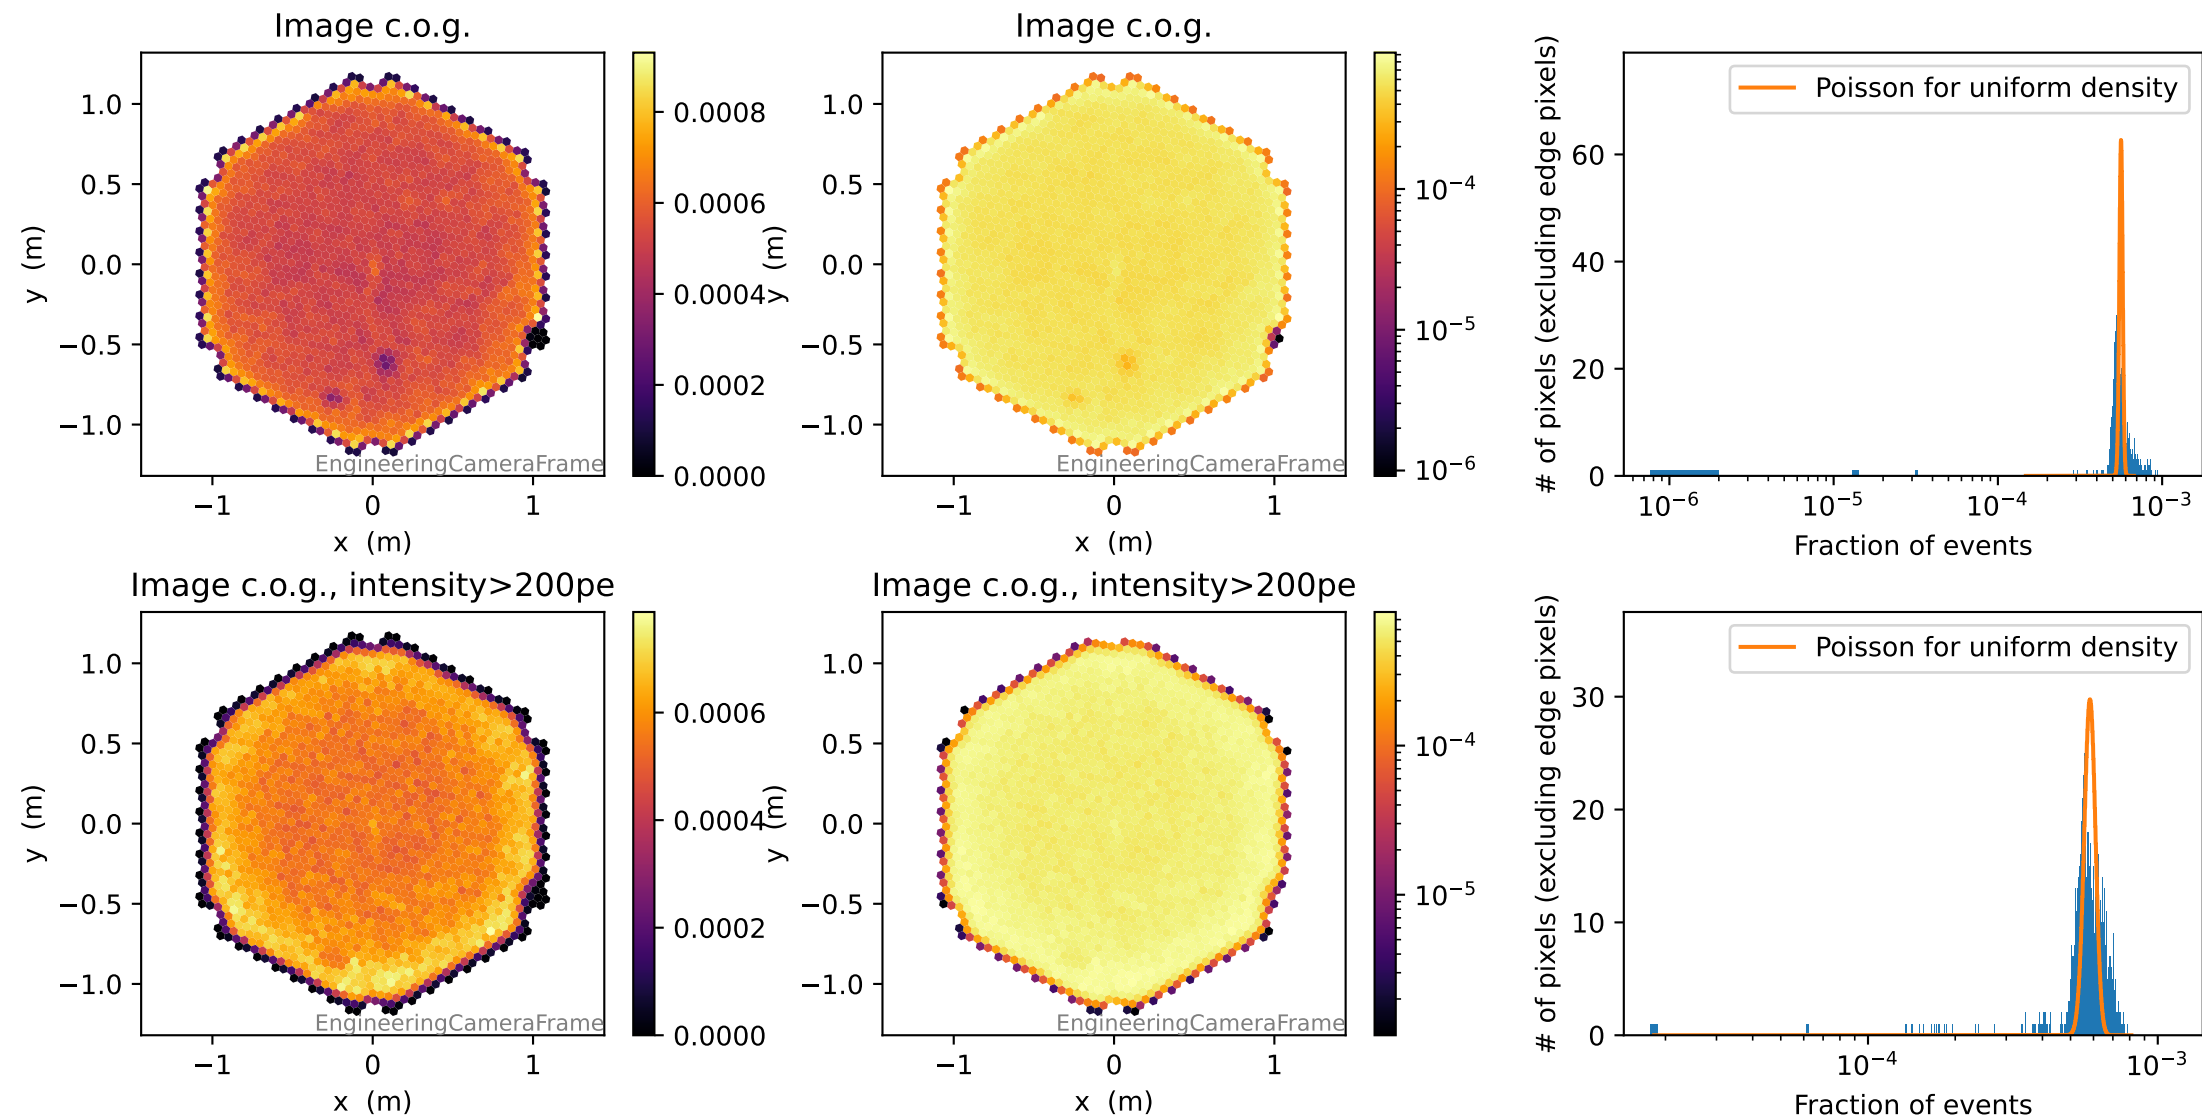 Image c.o.g.
1.0
0.5
0.0
−0.5
−1.0
y (m)
−1
0
1
x (m)
EngineeringCameraFrame
0.0008
0.0006
0.0004
0.0002
0.0000
Image c.o.g.
1.0
0.5
0.0
−0.5
−1.0
y (m)
−1
0
1
x (m)
EngineeringCameraFrame
10⁻⁴
10⁻⁵
10⁻⁶
# of pixels (excluding edge pixels)
60
40
20
0
Poisson for uniform density
10⁻⁶
10⁻⁵
10⁻⁴
10⁻³
Fraction of events
Image c.o.g., intensity>200pe
1.0
0.5
0.0
−0.5
−1.0
y (m)
−1
0
1
x (m)
EngineeringCameraFrame
0.0006
0.0004
0.0002
0.0000
Image c.o.g., intensity>200pe
1.0
0.5
0.0
−0.5
−1.0
y (m)
−1
0
1
x (m)
EngineeringCameraFrame
10⁻⁴
10⁻⁵
# of pixels (excluding edge pixels)
30
20
10
0
Poisson for uniform density
10⁻⁴
10⁻³
Fraction of events